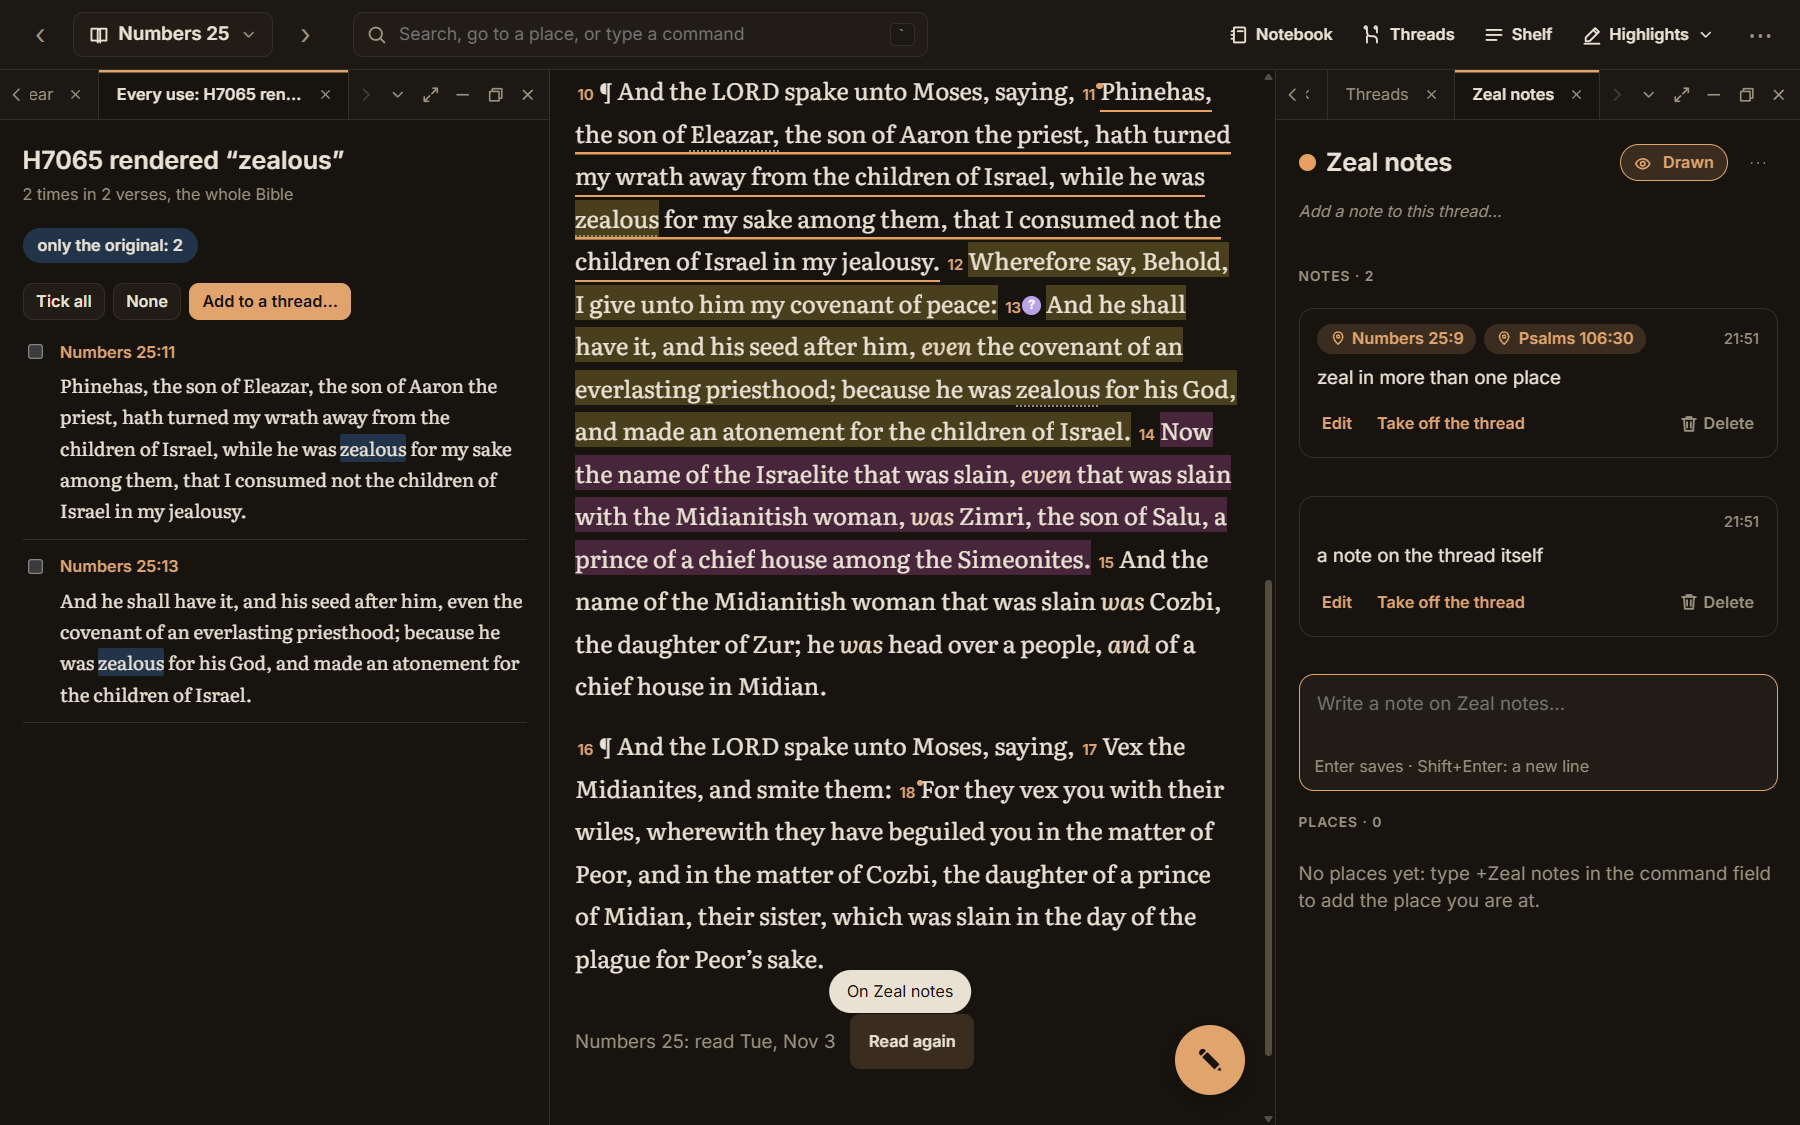 Numbers 25
Search, go to a place, or type a command
`
Notebook
Threads
Shelf
Highlights
ear
Every use: H7065 ren...
H7065 rendered “zealous”
2 times in 2 verses, the whole Bible
only the original: 2
Tick all
None
Add to a thread...
Numbers 25:11
Phinehas, the son of Eleazar, the son of Aaron the
priest, hath turned my wrath away from the
children of Israel, while he was zealous for my sake
among them, that I consumed not the children of
Israel in my jealousy.
Numbers 25:13
And he shall have it, and his seed after him, even the
covenant of an everlasting priesthood; because he
was zealous for his God, and made an atonement for
the children of Israel.
10 ¶ And the LORD spake unto Moses, saying, 11 Phinehas,
the son of Eleazar, the son of Aaron the priest, hath turned
my wrath away from the children of Israel, while he was
zealous for my sake among them, that I consumed not the
children of Israel in my jealousy. 12 Wherefore say, Behold,
I give unto him my covenant of peace: 13 ? And he shall
have it, and his seed after him, even the covenant of an
everlasting priesthood; because he was zealous for his God,
and made an atonement for the children of Israel. 14 Now
the name of the Israelite that was slain, even that was slain
with the Midianitish woman, was Zimri, the son of Salu, a
prince of a chief house among the Simeonites. 15 And the
name of the Midianitish woman that was slain was Cozbi,
the daughter of Zur; he was head over a people, and of a
chief house in Midian.
16 ¶ And the LORD spake unto Moses, saying, 17 Vex the
Midianites, and smite them: 18 For they vex you with their
wiles, wherewith they have beguiled you in the matter of
Peor, and in the matter of Cozbi, the daughter of a prince
of Midian, their sister, which was slain in the day of the
plague for Peor’s sake.
On Zeal notes
Numbers 25: read Tue, Nov 3
Read again
Threads
Zeal notes
Zeal notes
Drawn
Add a note to this thread...
NOTES · 2
Numbers 25:9
Psalms 106:30
21:51
zeal in more than one place
Edit
Take off the thread
Delete
21:51
a note on the thread itself
Edit
Take off the thread
Delete
Write a note on Zeal notes...
Enter saves · Shift+Enter: a new line
PLACES · 0
No places yet: type +Zeal notes in the command field
to add the place you are at.